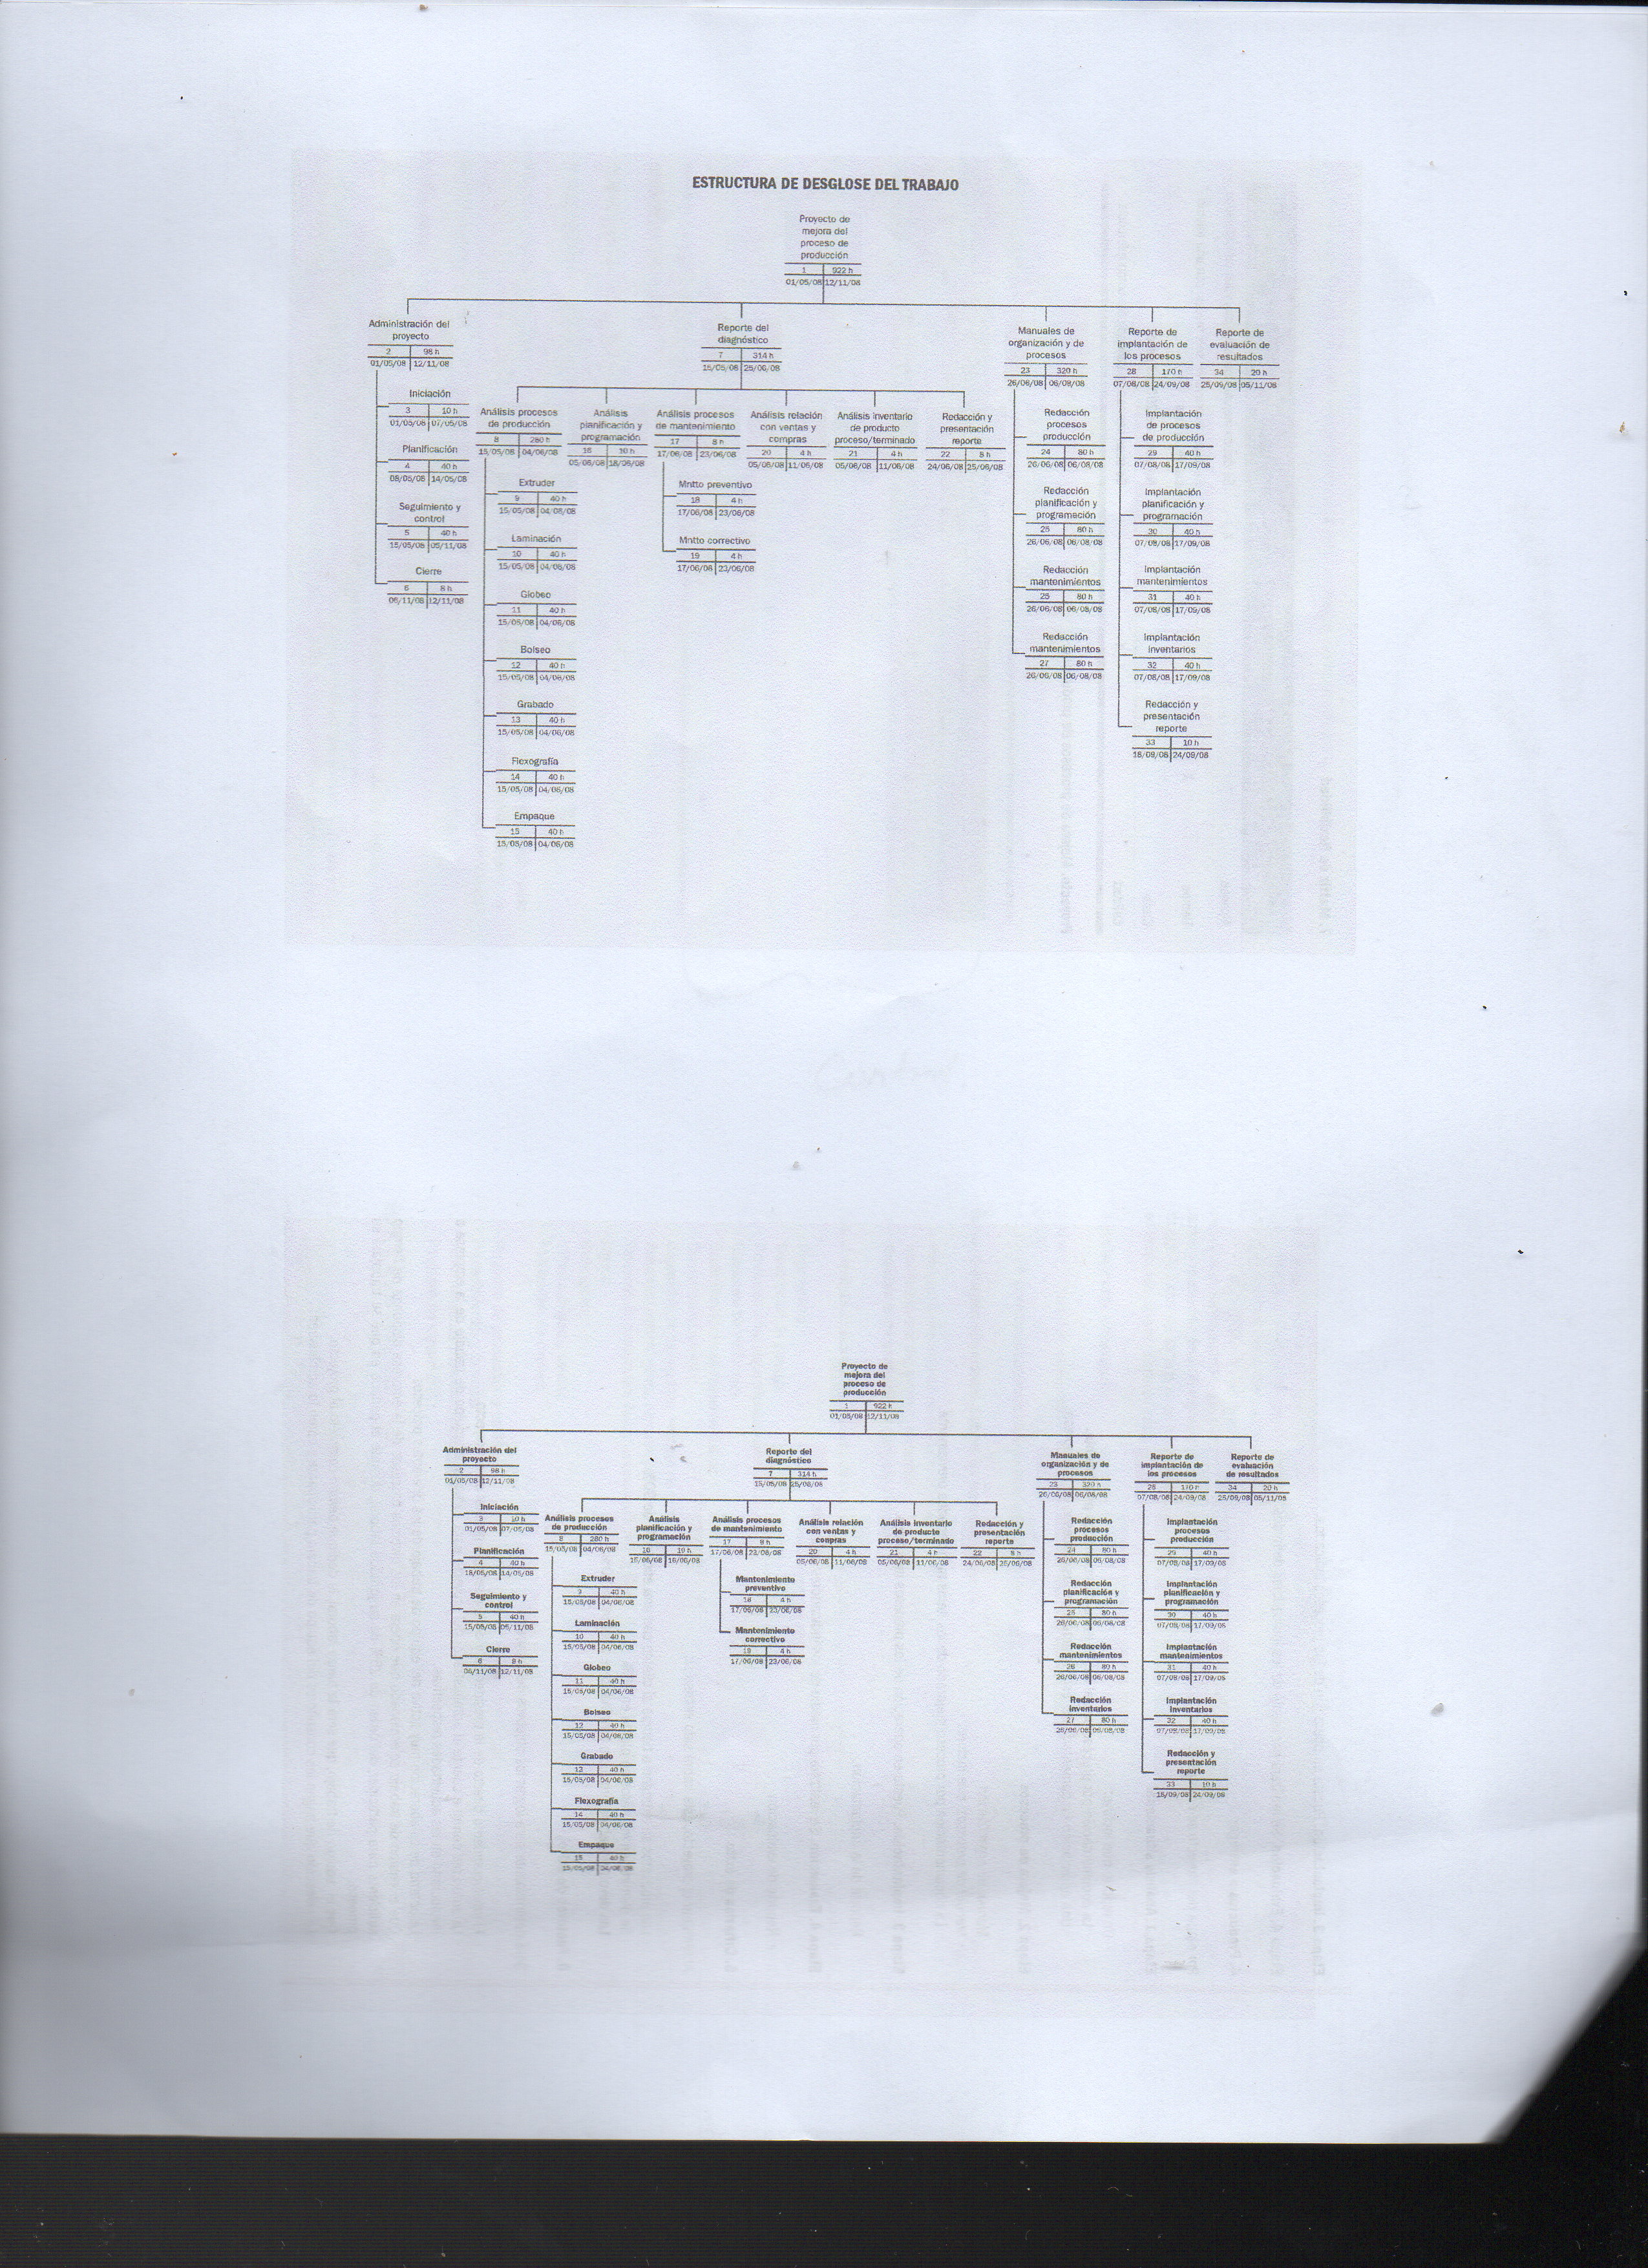 ESTRUCTURA DE DESGLOSE DEL TRABAJO
Proyecto de
mejora del
proceso de
producción
1 922 h
01/05/08 12/11/08
Administración del
proyecto
2 98 h
01/05/08 12/11/08
Iniciación
3 10 h
01/05/08 07/05/08
Planificación
4 40 h
08/05/08 14/05/08
Seguimiento y
control
5 40 h
15/05/08 05/11/08
Cierre
6 8 h
06/11/08 12/11/08
Reporte del
diagnóstico
7 314 h
15/05/08 25/06/08
Análisis procesos
de producción
8 280 h
15/05/08 04/06/08
Extruder
9 40 h
15/05/08 04/06/08
Laminación
10 40 h
15/05/08 04/06/08
Globeo
11 40 h
15/05/08 04/06/08
Bolseo
12 40 h
15/05/08 04/06/08
Grabado
13 40 h
15/05/08 04/06/08
Flexografía
14 40 h
15/05/08 04/06/08
Empaque
15 40 h
15/05/08 04/06/08
Análisis
planificación y
programación
16 10 h
05/06/08
Análisis procesos
de mantenimiento
17 8 h
17/06/08 23/06/08
Mntto preventivo
18 4 h
17/06/08 23/06/08
Mntto correctivo
19 4 h
17/06/08 23/06/08
Análisis relación
con ventas y
compras
20 4 h
05/06/08 11/06/08
Análisis inventario
de producto
proceso/terminado
21 4 h
05/06/08 11/06/08
Redacción y
presentación
reporte
22 8 h
24/06/08 25/06/08
Manuales de
organización y de
procesos
23 320 h
26/06/08 06/08/08
Redacción
procesos
producción
24 80 h
26/06/08 06/08/08
Redacción
planificación y
programación
25 80 h
26/06/08 06/08/08
Redacción
mantenimientos
80 h
26/06/08 06/08/08
Redacción
mantenimientos
27 80 h
26/06/08 06/08/08
Reporte de
implantación de
los procesos
28 170 h
07/08/08 24/09/08
Implantación
de procesos
de producción
29 40 h
07/08/08 17/09/08
Implantación
planificación y
programación
30 40 h
07/08/08 17/09/08
Implantación
mantenimientos
31 40 h
07/08/08 17/09/08
Implantación
inventarios
32 40 h
07/08/08 17/09/08
Redacción y
presentación
reporte
33 10 h
18/09/08 24/09/08
Reporte de
evaluación de
resultados
34 20 h
25/09/08 05/11/08
Proyecto de
mejora del
proceso de
producción
1 922 h
01/05/08 12/11/08
Administración del
proyecto
2 98 h
01/05/08 12/11/08
Iniciación
3 10 h
01/05/08 07/05/08
Planificación
4 40 h
14/05/08
Seguimiento y
control
5 40 h
15/05/08 05/11/08
Cierre
6 8 h
06/11/08 12/11/08
Reporte del
diagnóstico
7 314 h
15/05/08 25/06/08
Análisis procesos
de producción
8 280 h
15/05/08 04/06/08
Extruder
9 40 h
15/05/08 04/06/08
Laminación
10 40 h
15/05/08 04/06/08
Globeo
11 40 h
15/05/08 04/06/08
Bolseo
12 40 h
15/05/08 04/06/08
Grabado
13 40 h
15/05/08 04/06/08
Flexografía
14 40 h
15/05/08 04/06/08
Empaque
15 40 h
15/05/08 04/06/08
Análisis
planificación y
programación
16 10 h
16/06/08
Análisis procesos
de mantenimiento
17 8 h
17/06/08
Mantenimiento
preventivo
18 4 h
17/06/08 23/06/08
Mantenimiento
correctivo
19 4 h
17/06/08 23/06/08
Análisis relación
con ventas y
compras
20 4 h
05/06/08 11/06/08
Análisis inventario
de producto
proceso/terminado
21 4 h
05/06/08 11/06/08
Redacción y
presentación
reporte
22 8 h
24/06/08 25/06/08
Manuales de
organización y de
procesos
23 320 h
26/06/08 06/08/08
Redacción
procesos
producción
24 80 h
26/06/08 06/08/08
Redacción
planificación y
programación
25 80 h
26/06/08 06/08/08
Redacción
mantenimientos
26 80 h
26/06/08 06/08/08
Redacción
inventarios
27 80 h
26/06/08 06/08/08
Reporte de
implantación de
los procesos
28 170 h
07/08/08 24/09/08
Implantación
procesos
producción
29 40 h
07/08/08 17/09/08
Implantación
planificación y
programación
30 40 h
07/08/08 17/09/08
Implantación
mantenimientos
31 40 h
07/08/08 17/09/08
Implantación
inventarios
32 40 h
07/08/08 17/09/08
Redacción y
presentación
reporte
33 10 h
18/09/08 24/09/08
Reporte de
evaluación
de resultados
34 20 h
25/09/08 05/11/08